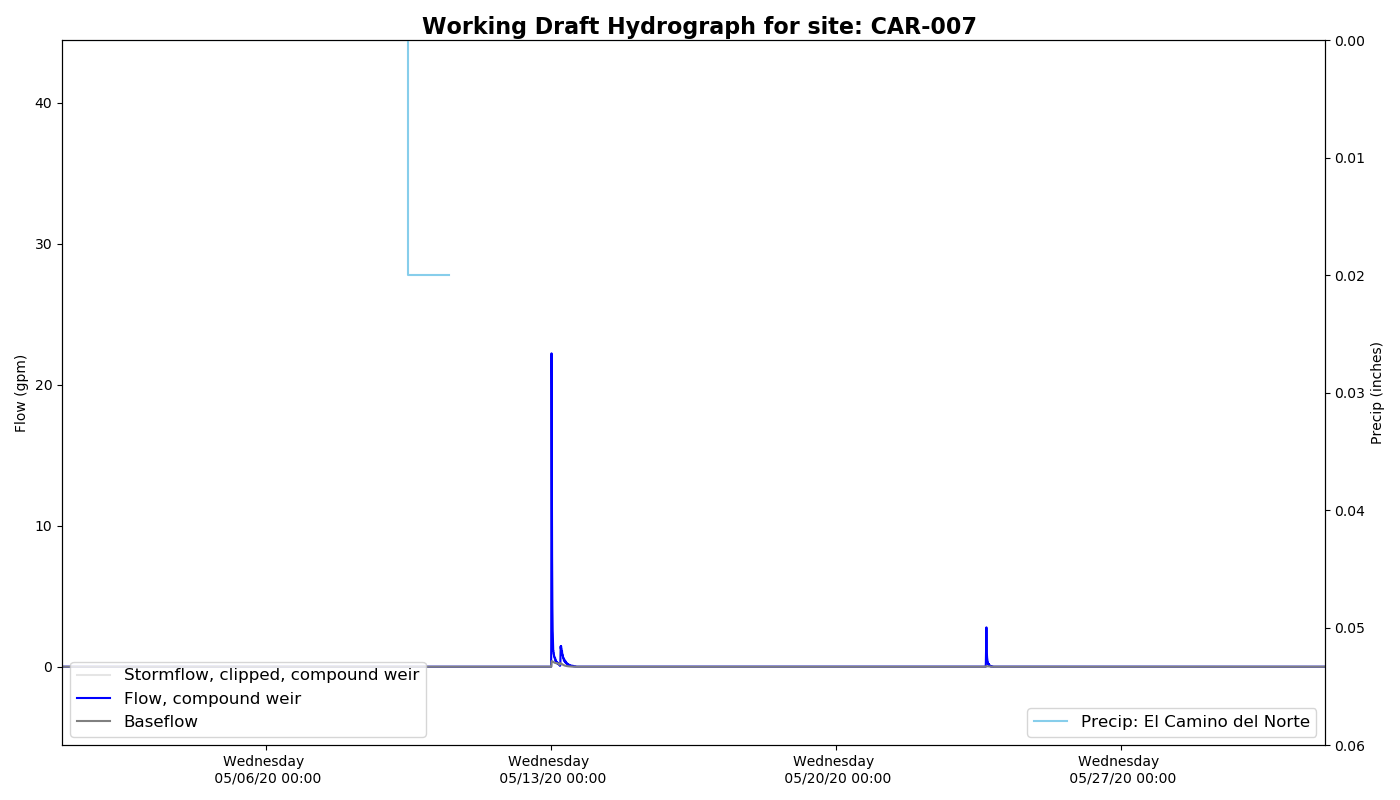 Working Draft Hydrograph for site: CAR-007
40
30
20
10
0
Flow (gpm)
0.00
0.01
0.02
0.03
0.04
0.05
0.06
Precip (inches)
Stormflow, clipped, compound weir
Flow, compound weir
Baseflow
Precip: El Camino del Norte
Wednesday
05/06/20 00:00
Wednesday
05/13/20 00:00
Wednesday
05/20/20 00:00
Wednesday
05/27/20 00:00